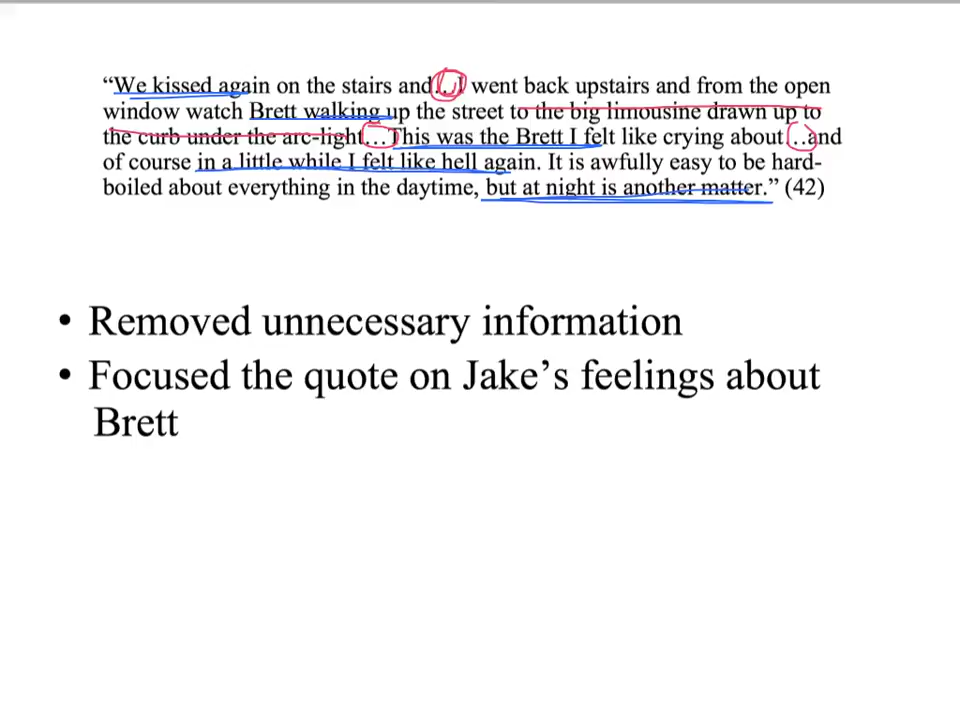 “We kissed again on the stairs and…I went back upstairs and from the open
window watch Brett walking up the street to the big limousine drawn up to
the curb under the arc-light…This was the Brett I felt like crying about…and
of course in a little while I felt like hell again. It is awfully easy to be hard-
boiled about everything in the daytime, but at night is another matter.” (42)
• Removed unnecessary information
• Focused the quote on Jake’s feelings about
Brett